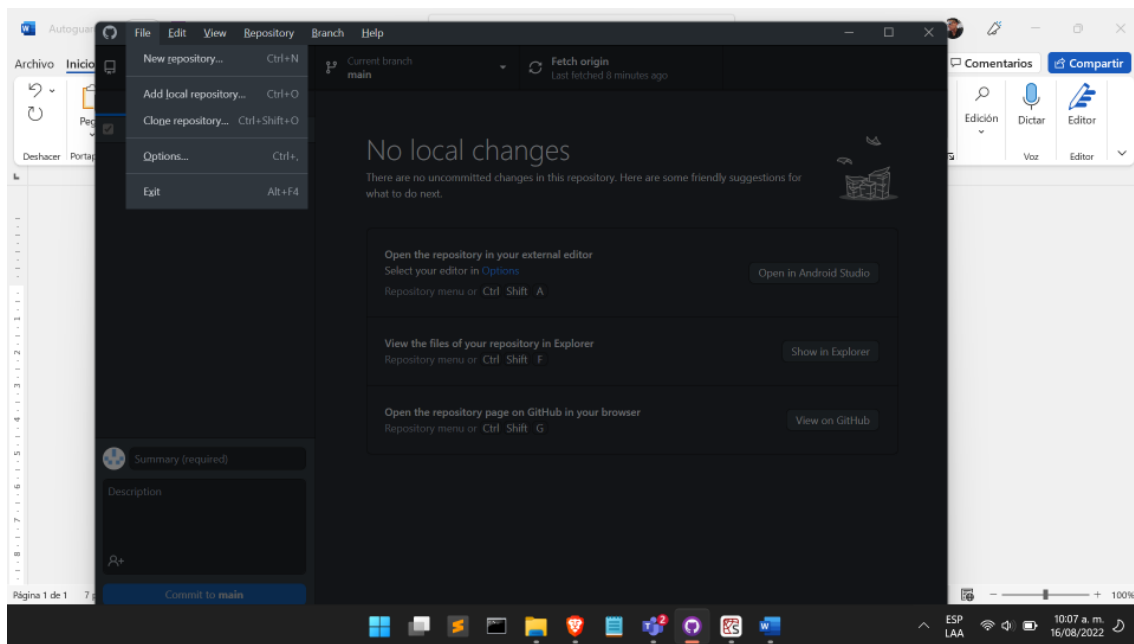 Autoguar
File Edit View Repository Branch Help
Archivo Inicio
Comentarios Compartir
New repository... Ctrl+N
Add local repository... Ctrl+O
Clone repository... Ctrl+Shift+O
Options... Ctrl+,
Exit Alt+F4
Current branch
main
Fetch origin
Last fetched 8 minutes ago
Peg
Deshacer Portap
Edición Dictar Editor
Voz Editor
No local changes
There are no uncommitted changes in this repository. Here are some friendly suggestions for
what to do next.
Open the repository in your external editor
Select your editor in Options
Repository menu or Ctrl Shift A
Open in Android Studio
View the files of your repository in Explorer
Repository menu or Ctrl Shift F
Show in Explorer
Open the repository page on GitHub in your browser
Repository menu or Ctrl Shift G
View on GitHub
Summary (required)
Description
Commit to main
Página 1 de 1 7 p
100%
2
ESP
LAA
10:07 a. m.
16/08/2022